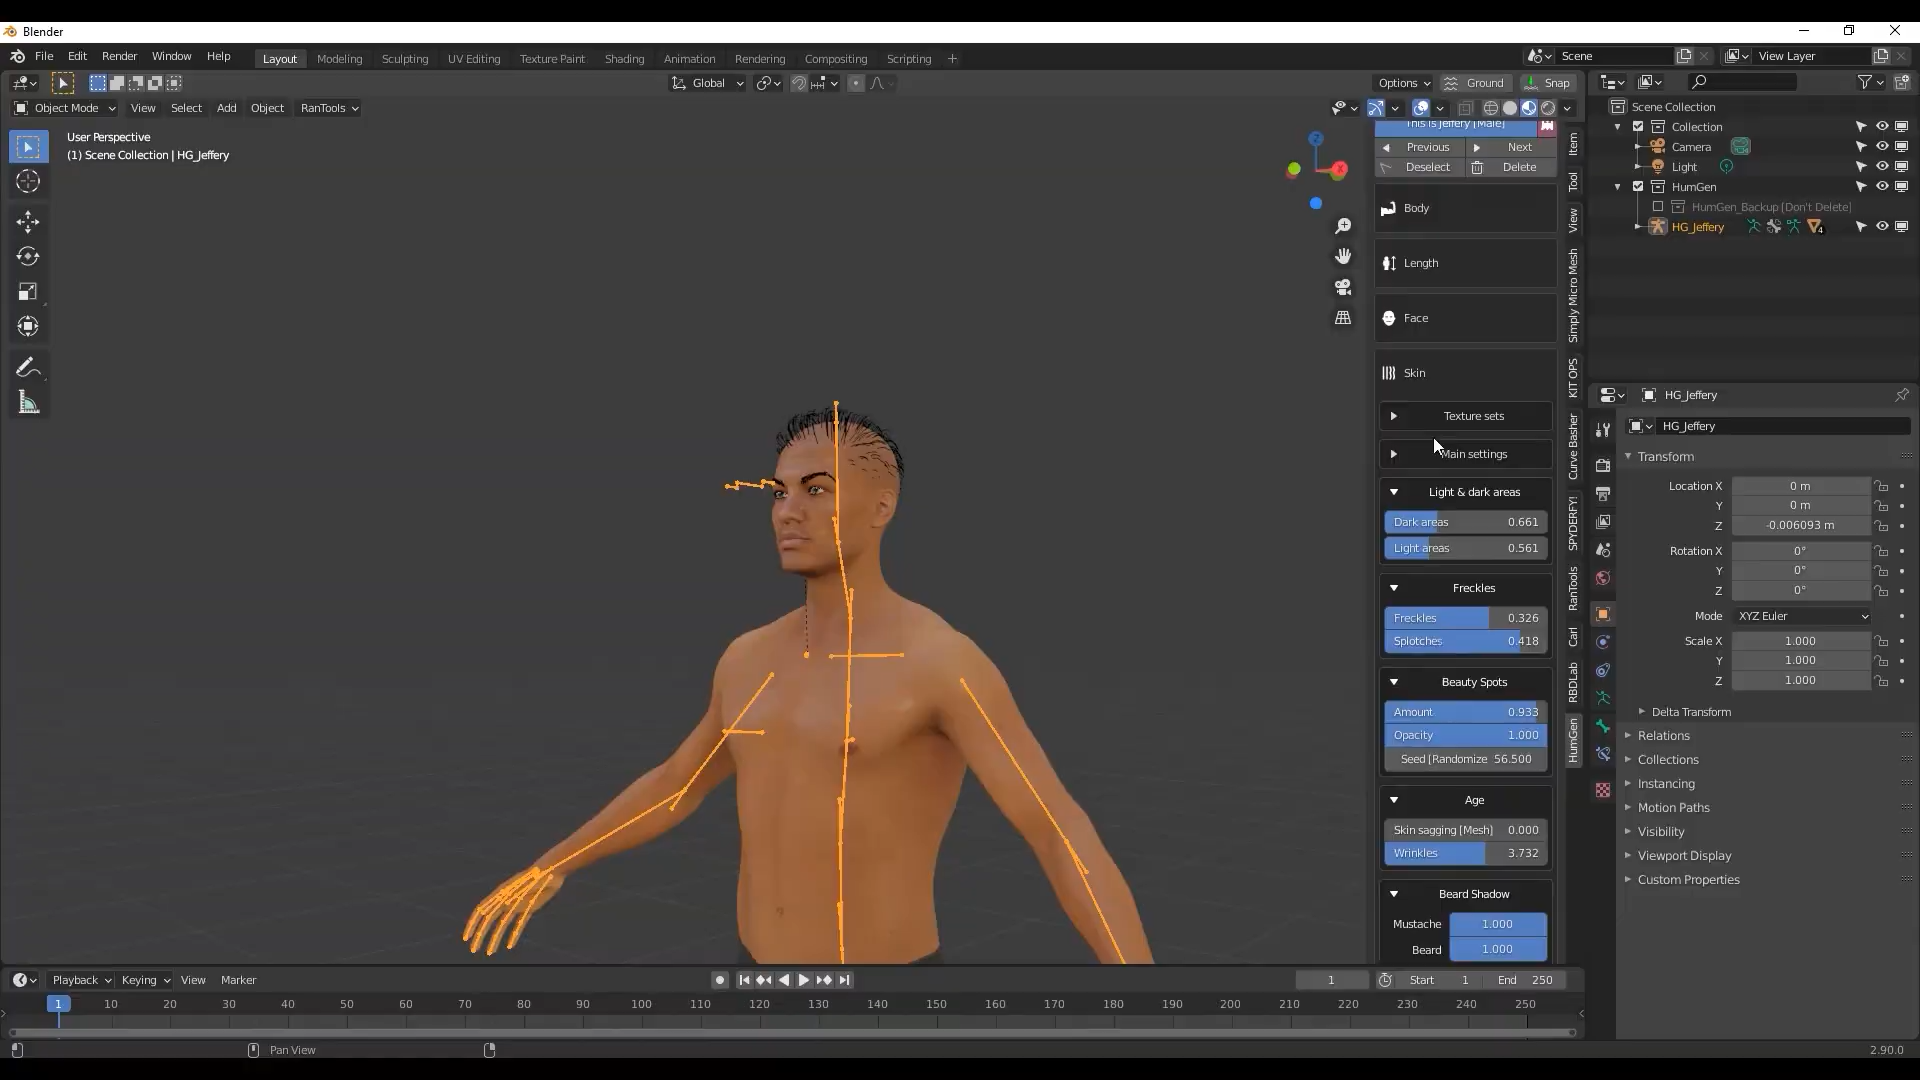 Blender
File Edit Render Window Help Layout Modeling Sculpting UV Editing Texture Paint Shading Animation Rendering Compositing Scripting + Scene View Layer
Global Options Ground Snap
Object Mode View Select Add Object RanTools
User Perspective
(1) Scene Collection | HG_Jeffery
This is Jeffery [Male]
Previous Next
Deselect Delete
Body
Length
Face
Skin
Texture sets
Main settings
Light & dark areas
Dark areas 0.661
Light areas 0.561
Freckles
Freckles 0.326
Splotches 0.418
Beauty Spots
Amount 0.933
Opacity 1.000
Seed [Randomize 56.500
Age
Skin sagging [Mesh] 0.000
Wrinkles 3.732
Beard Shadow
Mustache 1.000
Beard 1.000
Item
Tool
View
Simply Micro Mesh
KIT OPS
Curve Basher
SPYDERFY!
RanTools
Carl
RBDLab
HumGen
Scene Collection
Collection
Camera
Light
HumGen
HumGen_Backup [Don't Delete]
HG_Jeffery 4
HG_Jeffery
HG_Jeffery
Transform
Location X 0 m
Y 0 m
Z -0.006093 m
Rotation X 0°
Y 0°
Z 0°
Mode XYZ Euler
Scale X 1.000
Y 1.000
Z 1.000
Delta Transform
Relations
Collections
Instancing
Motion Paths
Visibility
Viewport Display
Custom Properties
Playback Keying View Marker 1 Start 1 End 250
1 10 20 30 40 50 60 70 80 90 100 110 120 130 140 150 160 170 180 190 200 210 220 230 240 250
Pan View 2.90.0
X
Z